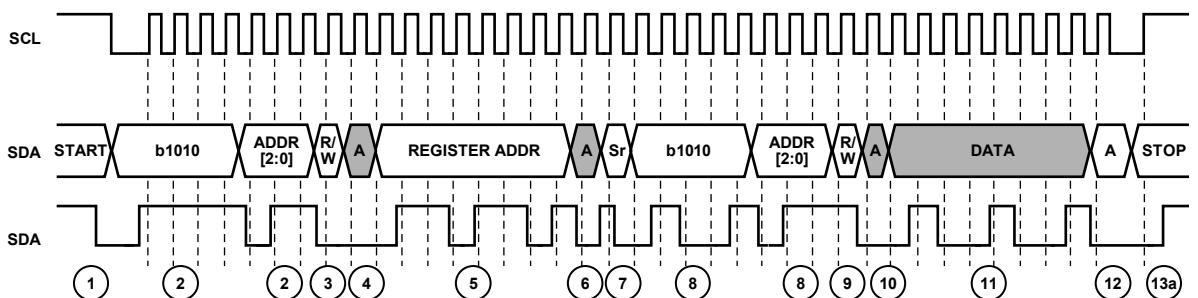 SCL
SDA START b1010 ADDR [2:0] R/W A REGISTER ADDR A Sr b1010 ADDR [2:0] R/W A DATA A STOP
SDA
1 2 2 3 4 5 6 7 8 8 9 10 11 12 13a